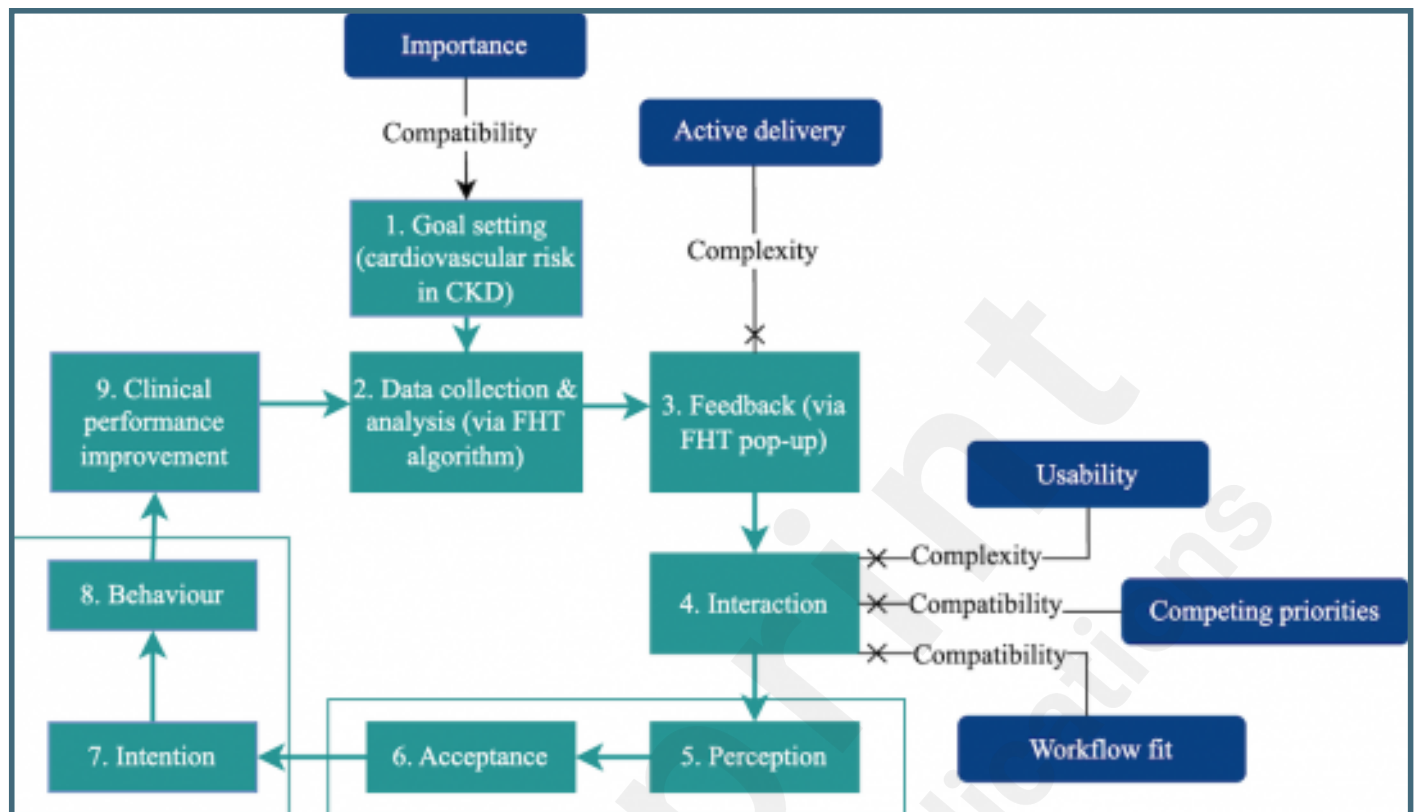 Importance
Compatibility
Active delivery
1. Goal setting
(cardiovascular risk
in CKD)
Complexity
9. Clinical
performance
improvement
2. Data collection &
analysis (via FHT
algorithm)
3. Feedback (via
FHT pop-up)
Usability
Complexity
8. Behaviour
4. Interaction
Compatibility
Competing priorities
Compatibility
7. Intention
6. Acceptance
5. Perception
Workflow fit